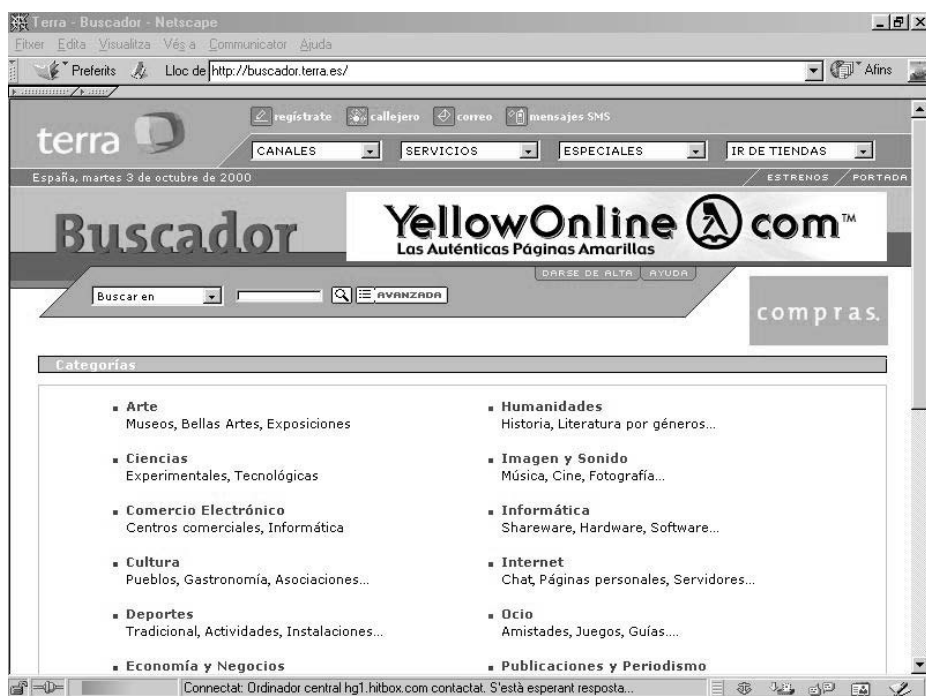 Terra - Buscador - Netscape
Fitxer Edita Visualitza Vés a Communicator Ajuda
Preferits Lloc de http://buscador.terra.es/ Afins
regístrate callejero correo mensajes SMS
terra
CANALES SERVICIOS ESPECIALES IR DE TIENDAS
España, martes 3 de octubre de 2000 ESTRENOS PORTADA
Buscador
YellowOnline.com™
Las Auténticas Páginas Amarillas
DARSE DE ALTA AYUDA
Buscar en AVANZADA
compras.
Categorías
Arte
Museos, Bellas Artes, Exposiciones
Ciencias
Experimentales, Tecnológicas
Comercio Electrónico
Centros comerciales, Informática
Cultura
Pueblos, Gastronomía, Asociaciones...
Deportes
Tradicional, Actividades, Instalaciones...
Economía y Negocios
Humanidades
Historia, Literatura por géneros...
Imagen y Sonido
Música, Cine, Fotografía...
Informática
Shareware, Hardware, Software...
Internet
Chat, Páginas personales, Servidores...
Ocio
Amistades, Juegos, Guías....
Publicaciones y Periodismo
Connectat: Ordinador central hg1.hitbox.com contactat. S'està esperant resposta...